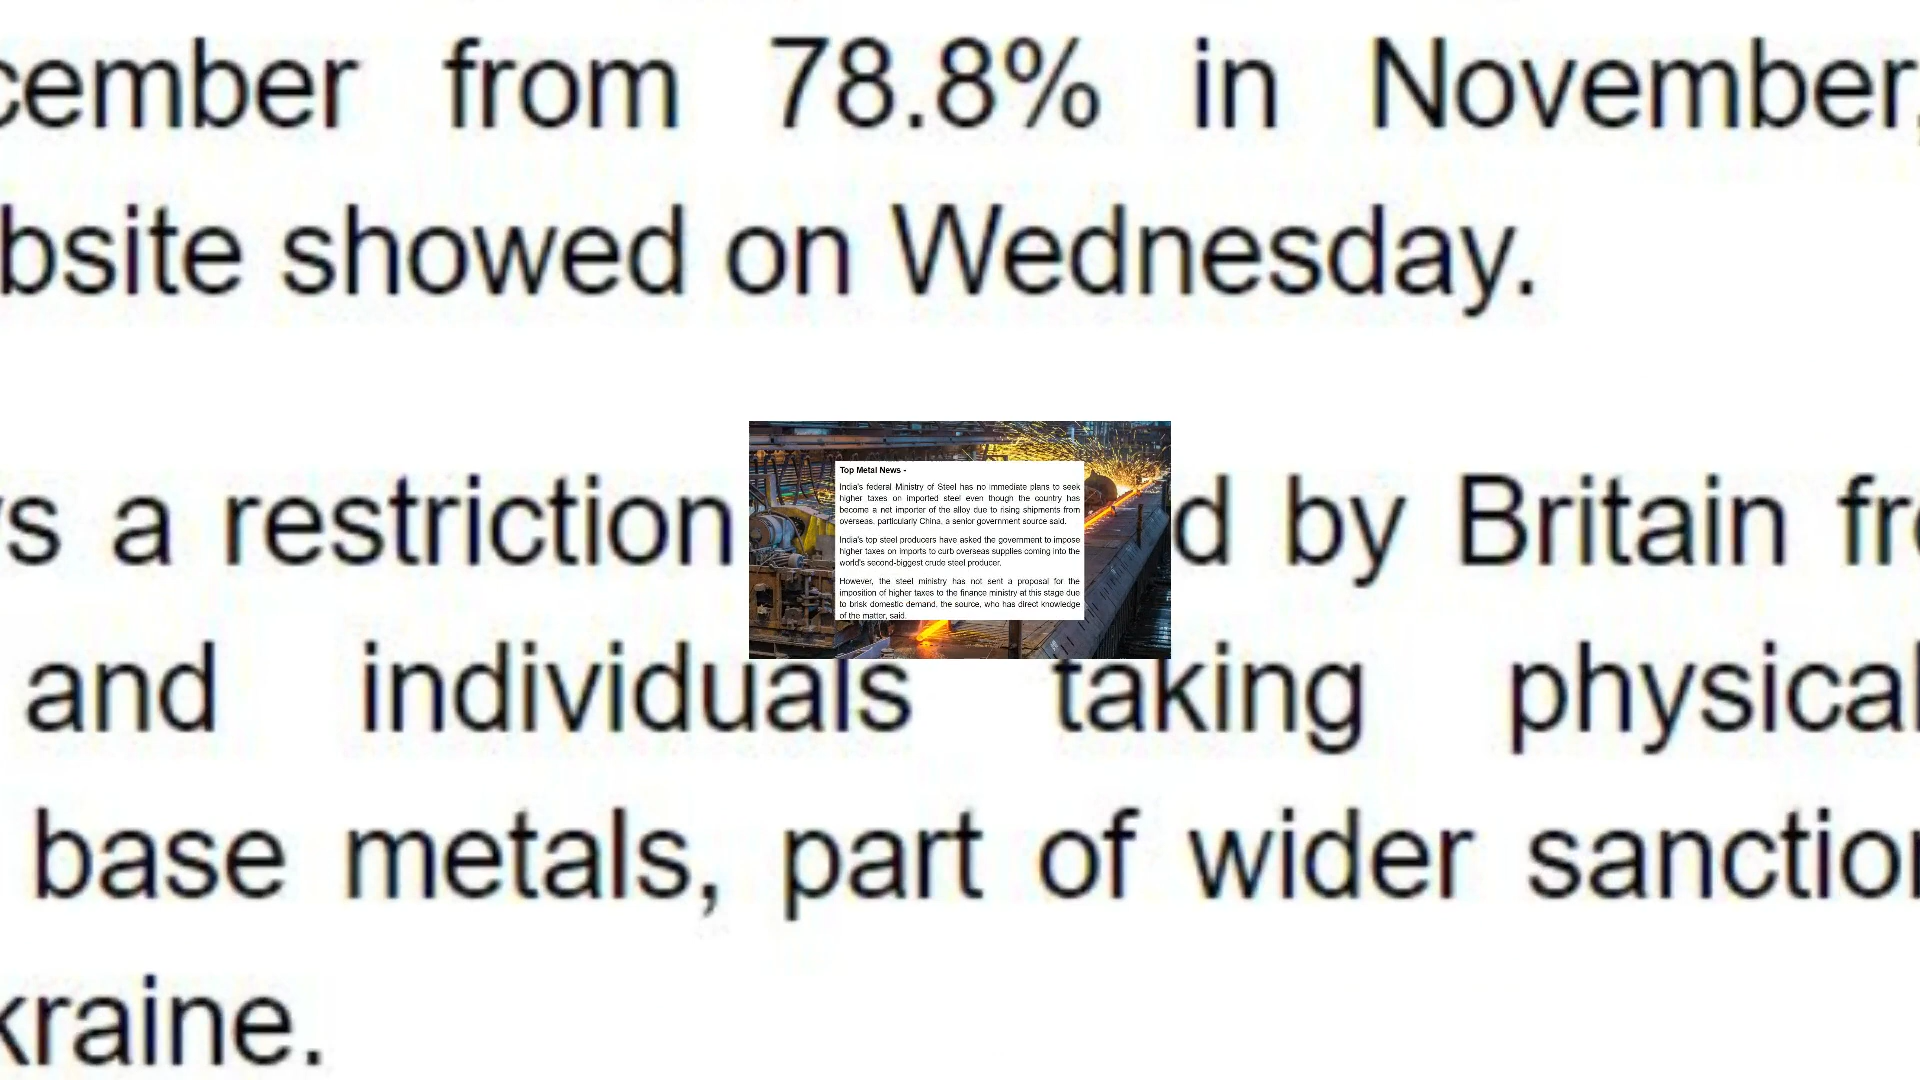 cember from 78.8% in November,
bsite showed on Wednesday.
s a restriction
d by Britain
and individuals taking physical
base metals, part of wider sanction
kraine.
Top Metal News -
India's federal Ministry of Steel has no immediate plans to seek
higher taxes on imported steel even though the country has
become a net importer of the alloy due to rising shipments from
overseas, particularly China, a senior government source said.
India's top steel producers have asked the government to impose
higher taxes on imports to curb overseas supplies coming into the
world's second-biggest crude steel producer.
However, the steel ministry has not sent a proposal for the
imposition of higher taxes to the finance ministry at this stage due
to brisk domestic demand, the source, who has direct knowledge
of the matter, said.